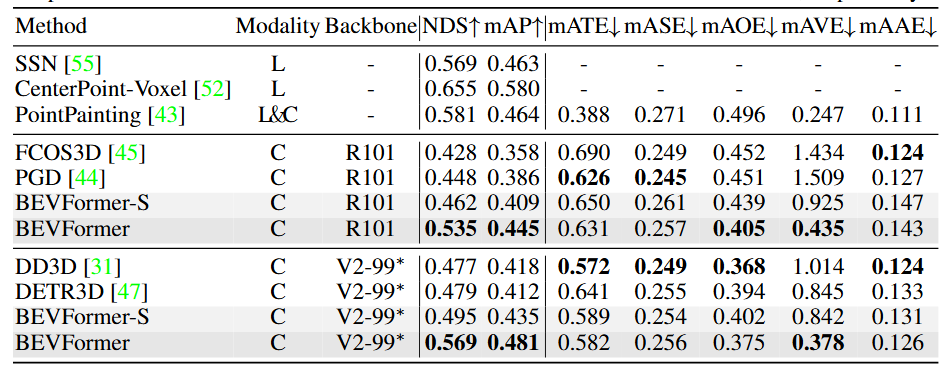 Method Modality Backbone NDS↑ mAP↑ mATE↓ mASE↓ mAOE↓ mAVE↓ mAAE↓
SSN [55] L - 0.569 0.463 - - - - -
CenterPoint-Voxel [52] L - 0.655 0.580 - - - - -
PointPainting [43] L&C - 0.581 0.464 0.388 0.271 0.496 0.247 0.111
FCOS3D [45] C R101 0.428 0.358 0.690 0.249 0.452 1.434 0.124
PGD [44] C R101 0.448 0.386 0.626 0.245 0.451 1.509 0.127
BEVFormer-S C R101 0.462 0.409 0.650 0.261 0.439 0.925 0.147
BEVFormer C R101 0.535 0.445 0.631 0.257 0.405 0.435 0.143
DD3D [31] C V2-99* 0.477 0.418 0.572 0.249 0.368 1.014 0.124
DETR3D [47] C V2-99* 0.479 0.412 0.641 0.255 0.394 0.845 0.133
BEVFormer-S C V2-99* 0.495 0.435 0.589 0.254 0.402 0.842 0.131
BEVFormer C V2-99* 0.569 0.481 0.582 0.256 0.375 0.378 0.126